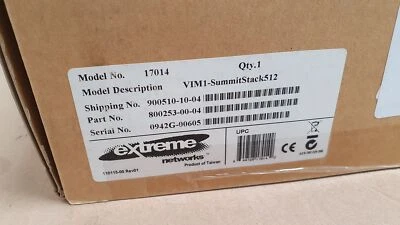 Model No. 17014 Qty.1
Model Description VIM1-SummitStack512
Shipping No. 900510-10-04
Part No. 800253-00-04
Serial No. 0942G-00605
extreme
networks
UPC
Product of Taiwan